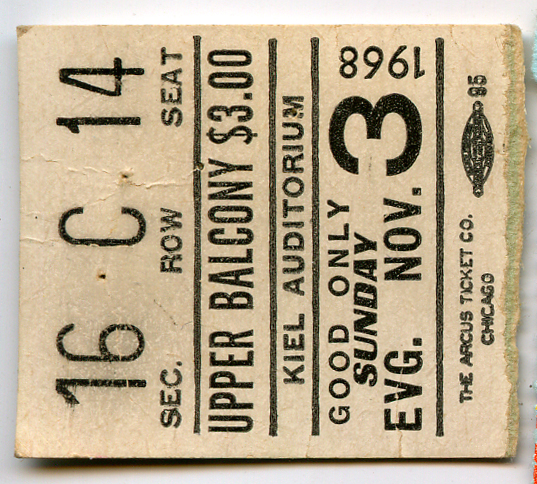 16 C 14
SEC. ROW SEAT
UPPER BALCONY $3.00
KIEL AUDITORIUM
1968
GOOD ONLY
SUNDAY
EVG. NOV. 3
THE ARCUS TICKET CO.
CHICAGO
95